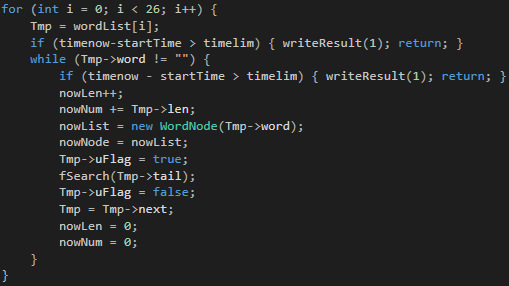 for (int i = 0; i < 26; i++) {
    Tmp = wordList[i];
    if (timenow-startTime > timelim) { writeResult(1); return; }
    while (Tmp->word != "") {
        if (timenow - startTime > timelim) { writeResult(1); return; }
        nowLen++;
        nowNum += Tmp->len;
        nowList = new WordNode(Tmp->word);
        nowNode = nowList;
        Tmp->uFlag = true;
        fSearch(Tmp->tail);
        Tmp->uFlag = false;
        Tmp = Tmp->next;
        nowLen = 0;
        nowNum = 0;
    }
}